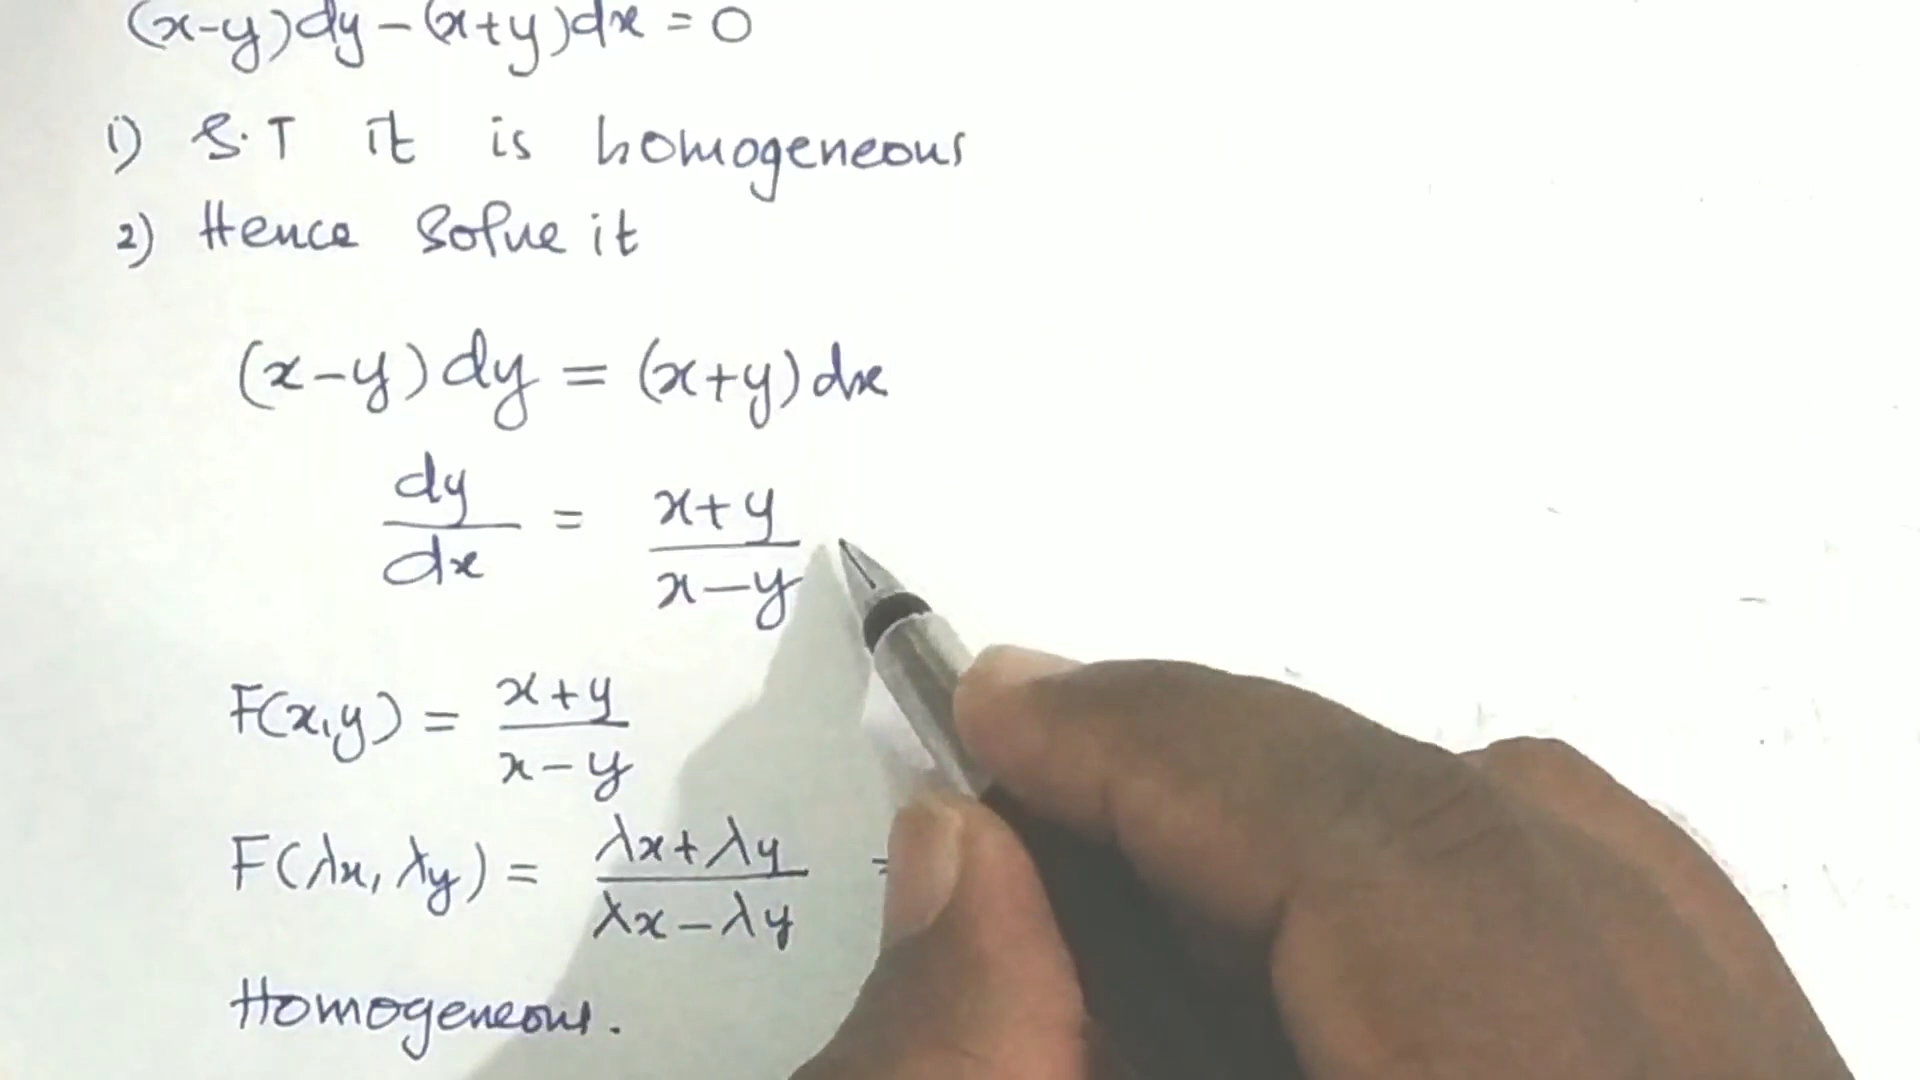 (x-y)dy-(x+y)dx = 0
1) S.T it is homogeneous
2) Hence Solve it
(x-y)dy = (x+y)dx
dy/dx = x+y/x-y
F(x,y) = x+y/x-y
F(λx, λy) = λx+λy/λx-λy =
Homogeneous.